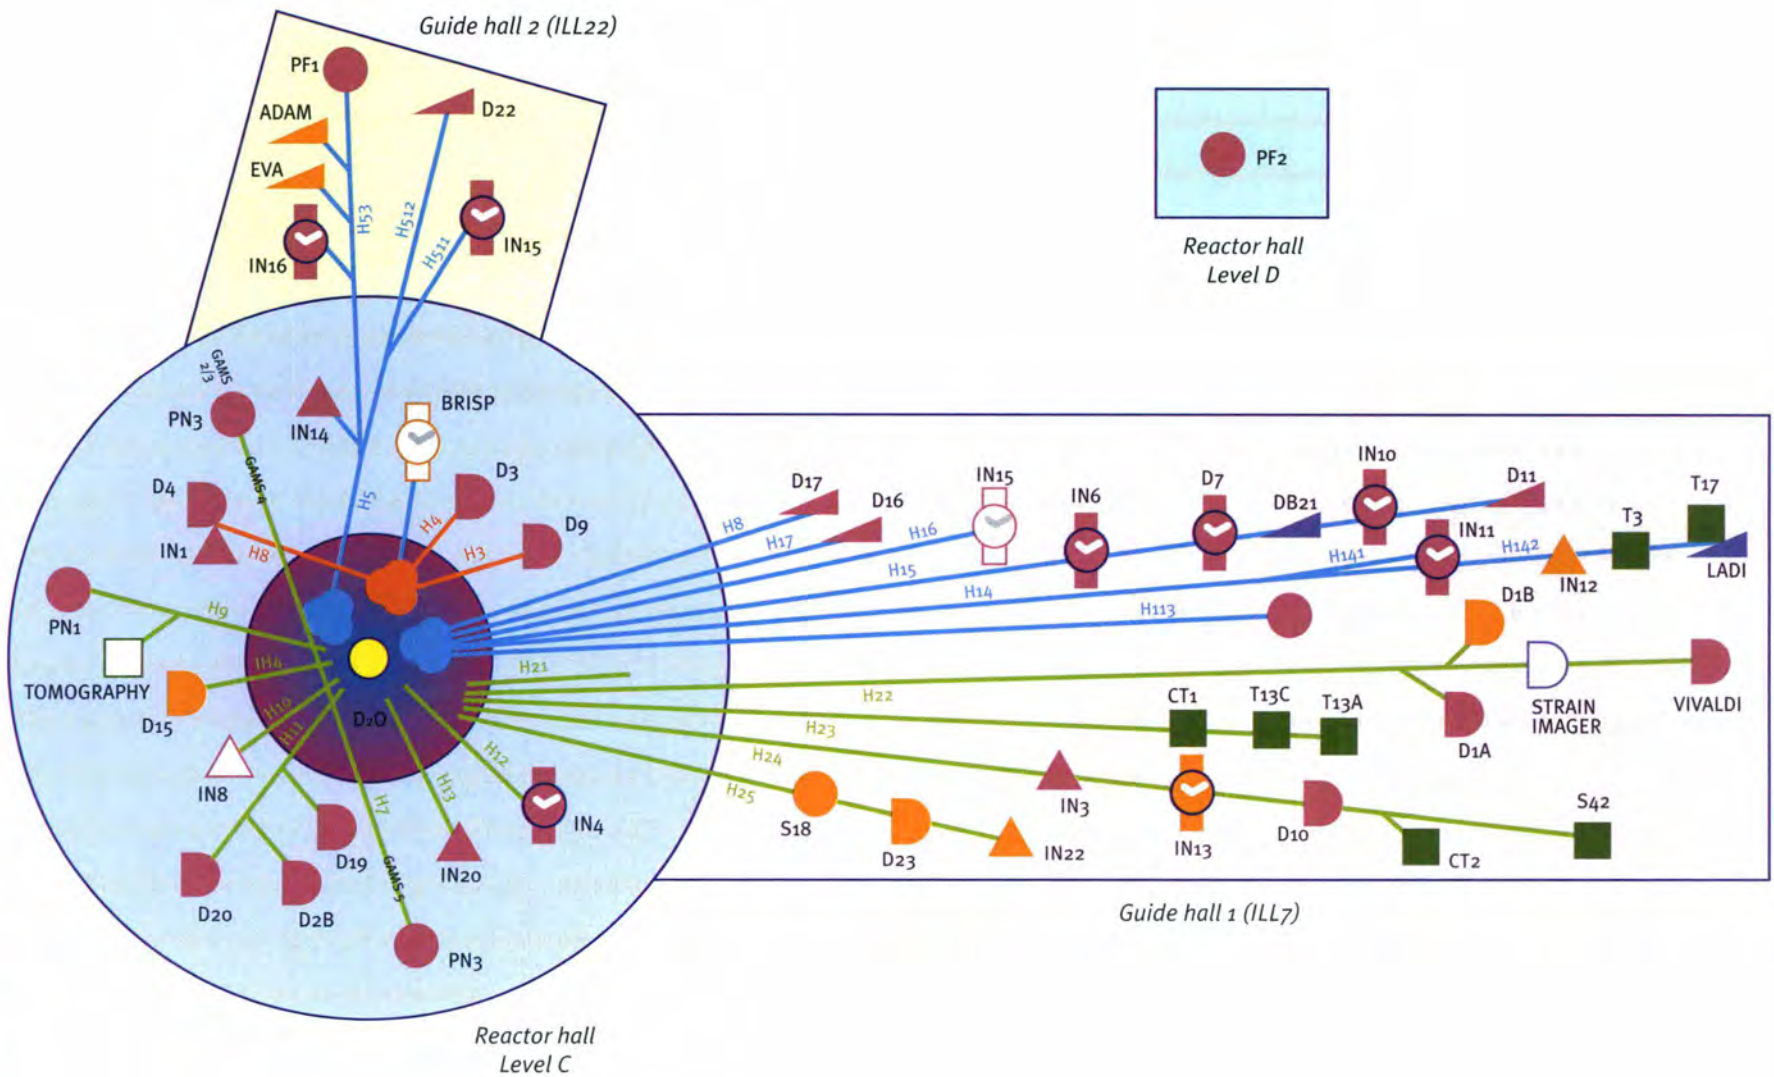 Guide hall 2 (ILL22)
PF1
ADAM
D22
EVA
H53
H512
H511
IN16
IN15
PF2
Reactor hall
Level D
GAMS
2/3
PN3
IN14
BRISP
GAMS 4
H5
D4
D3
IN1
H8
H4
H3
D9
PN1
H9
TOMOGRAPHY
IH4
D15
D2O
H10
H11
IN8
H7
H13
H12
IN4
D19
IN20
D20
D2B
GAMS 5
PN3
Reactor hall
Level C
D17
D16
IN15
IN6
D7
DB21
IN10
D11
T17
T3
IN11
H8
H17
H16
H15
H14
H141
H142
IN12
LADI
H113
D1B
H21
H22
CT1
T13C
T13A
STRAIN
IMAGER
VIVALDI
D1A
H23
H24
H25
IN3
S18
D23
IN22
IN13
D10
CT2
S42
Guide hall 1 (ILL7)